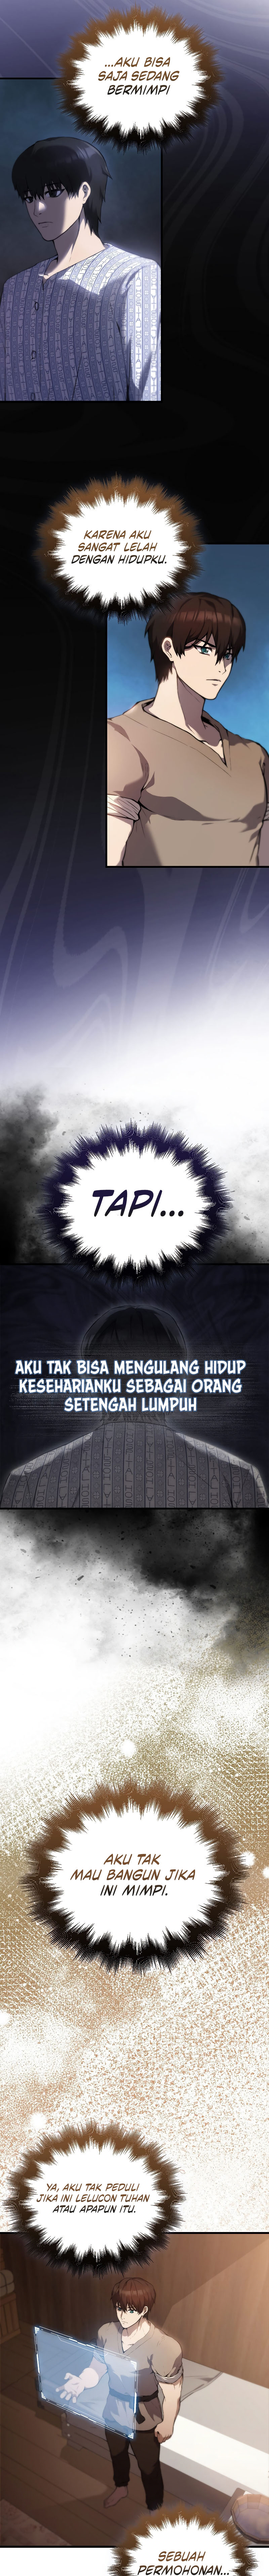 ...AKU BISA
SAJA SEDANG
BERMIMPI
KARENA AKU
SANGAT LELAH
DENGAN HIDUPKU.
TAPI...
AKU TAK BISA MENGULANG HIDUP
KESEHARIANKU SEBAGAI ORANG
SETENGAH LUMPUH
AKU TAK
MAU BANGUN JIKA
INI MIMPI.
YA, AKU TAK PEDULI
JIKA INI LELUCON TUHAN
ATAU APAPUN ITU.
SEBUAH
PERMOHONAN...